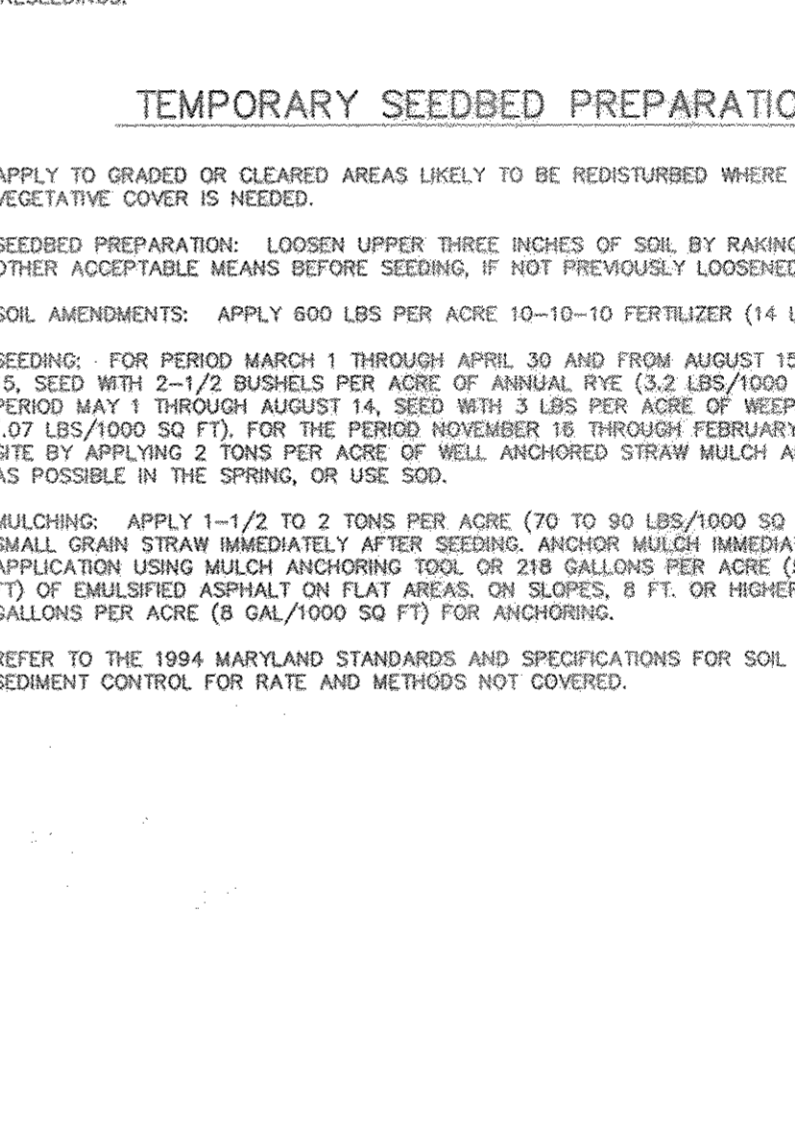 TEMPORARY SEEDBED PREPARATIO
APPLY TO GRADED OR CLEARED AREAS LIKELY TO BE REDISTURBED WHERE
VEGETATIVE COVER IS NEEDED.
SEEDBED PREPARATION: LOOSEN UPPER THREE INCHES OF SOIL BY RAKING
OTHER ACCEPTABLE MEANS BEFORE SEEDING, IF NOT PREVIOUSLY LOOSENED
SOIL AMENDMENTS: APPLY 600 LBS PER ACRE 10-10-10 FERTILIZER (14 L
SEEDING: FOR PERIOD MARCH 1 THROUGH APRIL 30 AND FROM AUGUST 15
15, SEED WITH 2-1/2 BUSHELS PER ACRE OF ANNUAL RYE (3.2 LBS/1000
PERIOD MAY 1 THROUGH AUGUST 14, SEED WITH 3 LBS PER ACRE OF WEEP
.07 LBS/1000 SQ FT). FOR THE PERIOD NOVEMBER 16 THROUGH FEBRUARY
SITE BY APPLYING 2 TONS PER ACRE OF WELL ANCHORED STRAW MULCH A
AS POSSIBLE IN THE SPRING, OR USE SOD.
MULCHING: APPLY 1-1/2 TO 2 TONS PER ACRE (70 TO 90 LBS/1000 SQ
SMALL GRAIN STRAW IMMEDIATELY AFTER SEEDING. ANCHOR MULCH IMMEDIA
APPLICATION USING MULCH ANCHORING TOOL OR 218 GALLONS PER ACRE (5
FT) OF EMULSIFIED ASPHALT ON FLAT AREAS. ON SLOPES, 8 FT. OR HIGHER
GALLONS PER ACRE (8 GAL/1000 SQ FT) FOR ANCHORING.
REFER TO THE 1994 MARYLAND STANDARDS AND SPECIFICATIONS FOR SOIL
SEDIMENT CONTROL FOR RATE AND METHODS NOT COVERED.